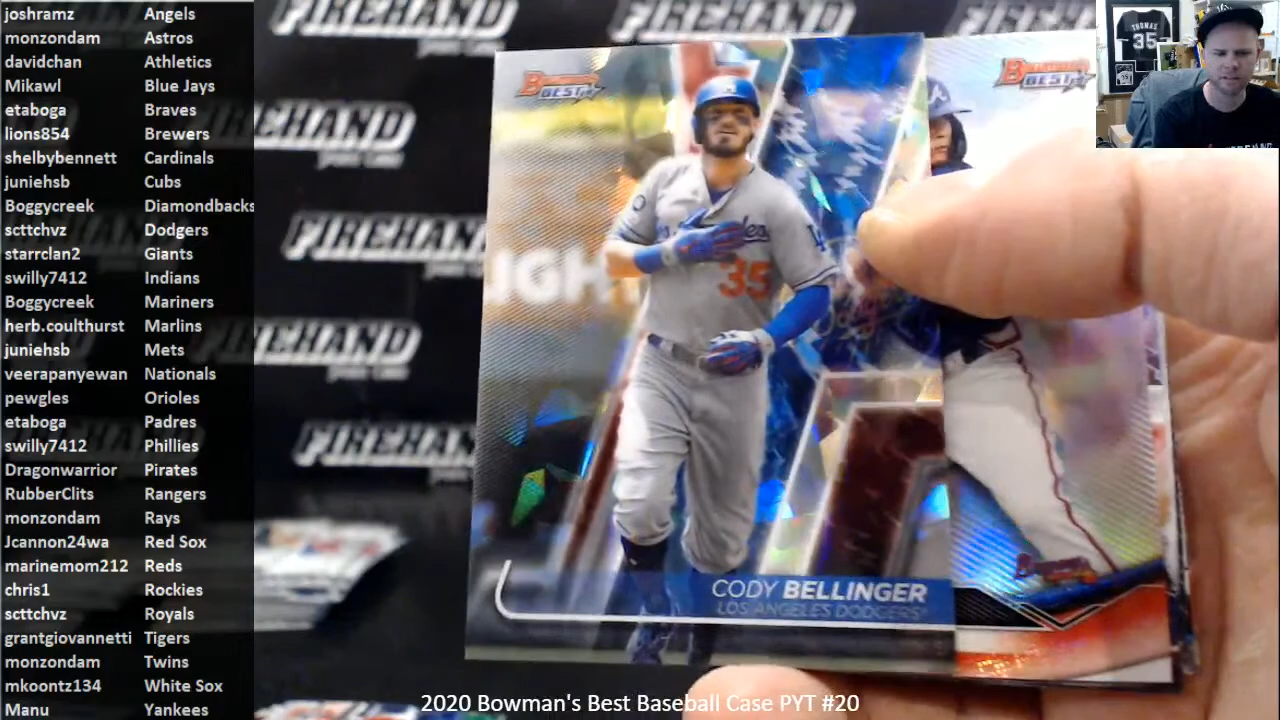 joshramz Angels
monzondam Astros
davidchan Athletics
Mikawl Blue Jays
etaboga Braves
lions854 Brewers
shelbybennett Cardinals
juniehsb Cubs
Boggycreek Diamondbacks
scttchvz Dodgers
starrclan2 Giants
swilly7412 Indians
Boggycreek Mariners
herb.coulthurst Marlins
juniehsb Mets
veerapanyewan Nationals
pewgles Orioles
etaboga Padres
swilly7412 Phillies
Dragonwarrior Pirates
RubberClits Rangers
monzondam Rays
Jcannon24wa Red Sox
marinemom212 Reds
chris1 Rockies
scttchvz Royals
grantgiovannetti Tigers
monzondam Twins
mkoontz134 White Sox
Manu Yankees
FIREHAND
FIREHAND
FIREHAND
FIREHAND
BOWMAN'S BEST
BOWMAN'S BEST
35
CODY BELLINGER
LOS ANGELES DODGERS
THOMAS
35
2020 Bowman's Best Baseball Case PYT #20